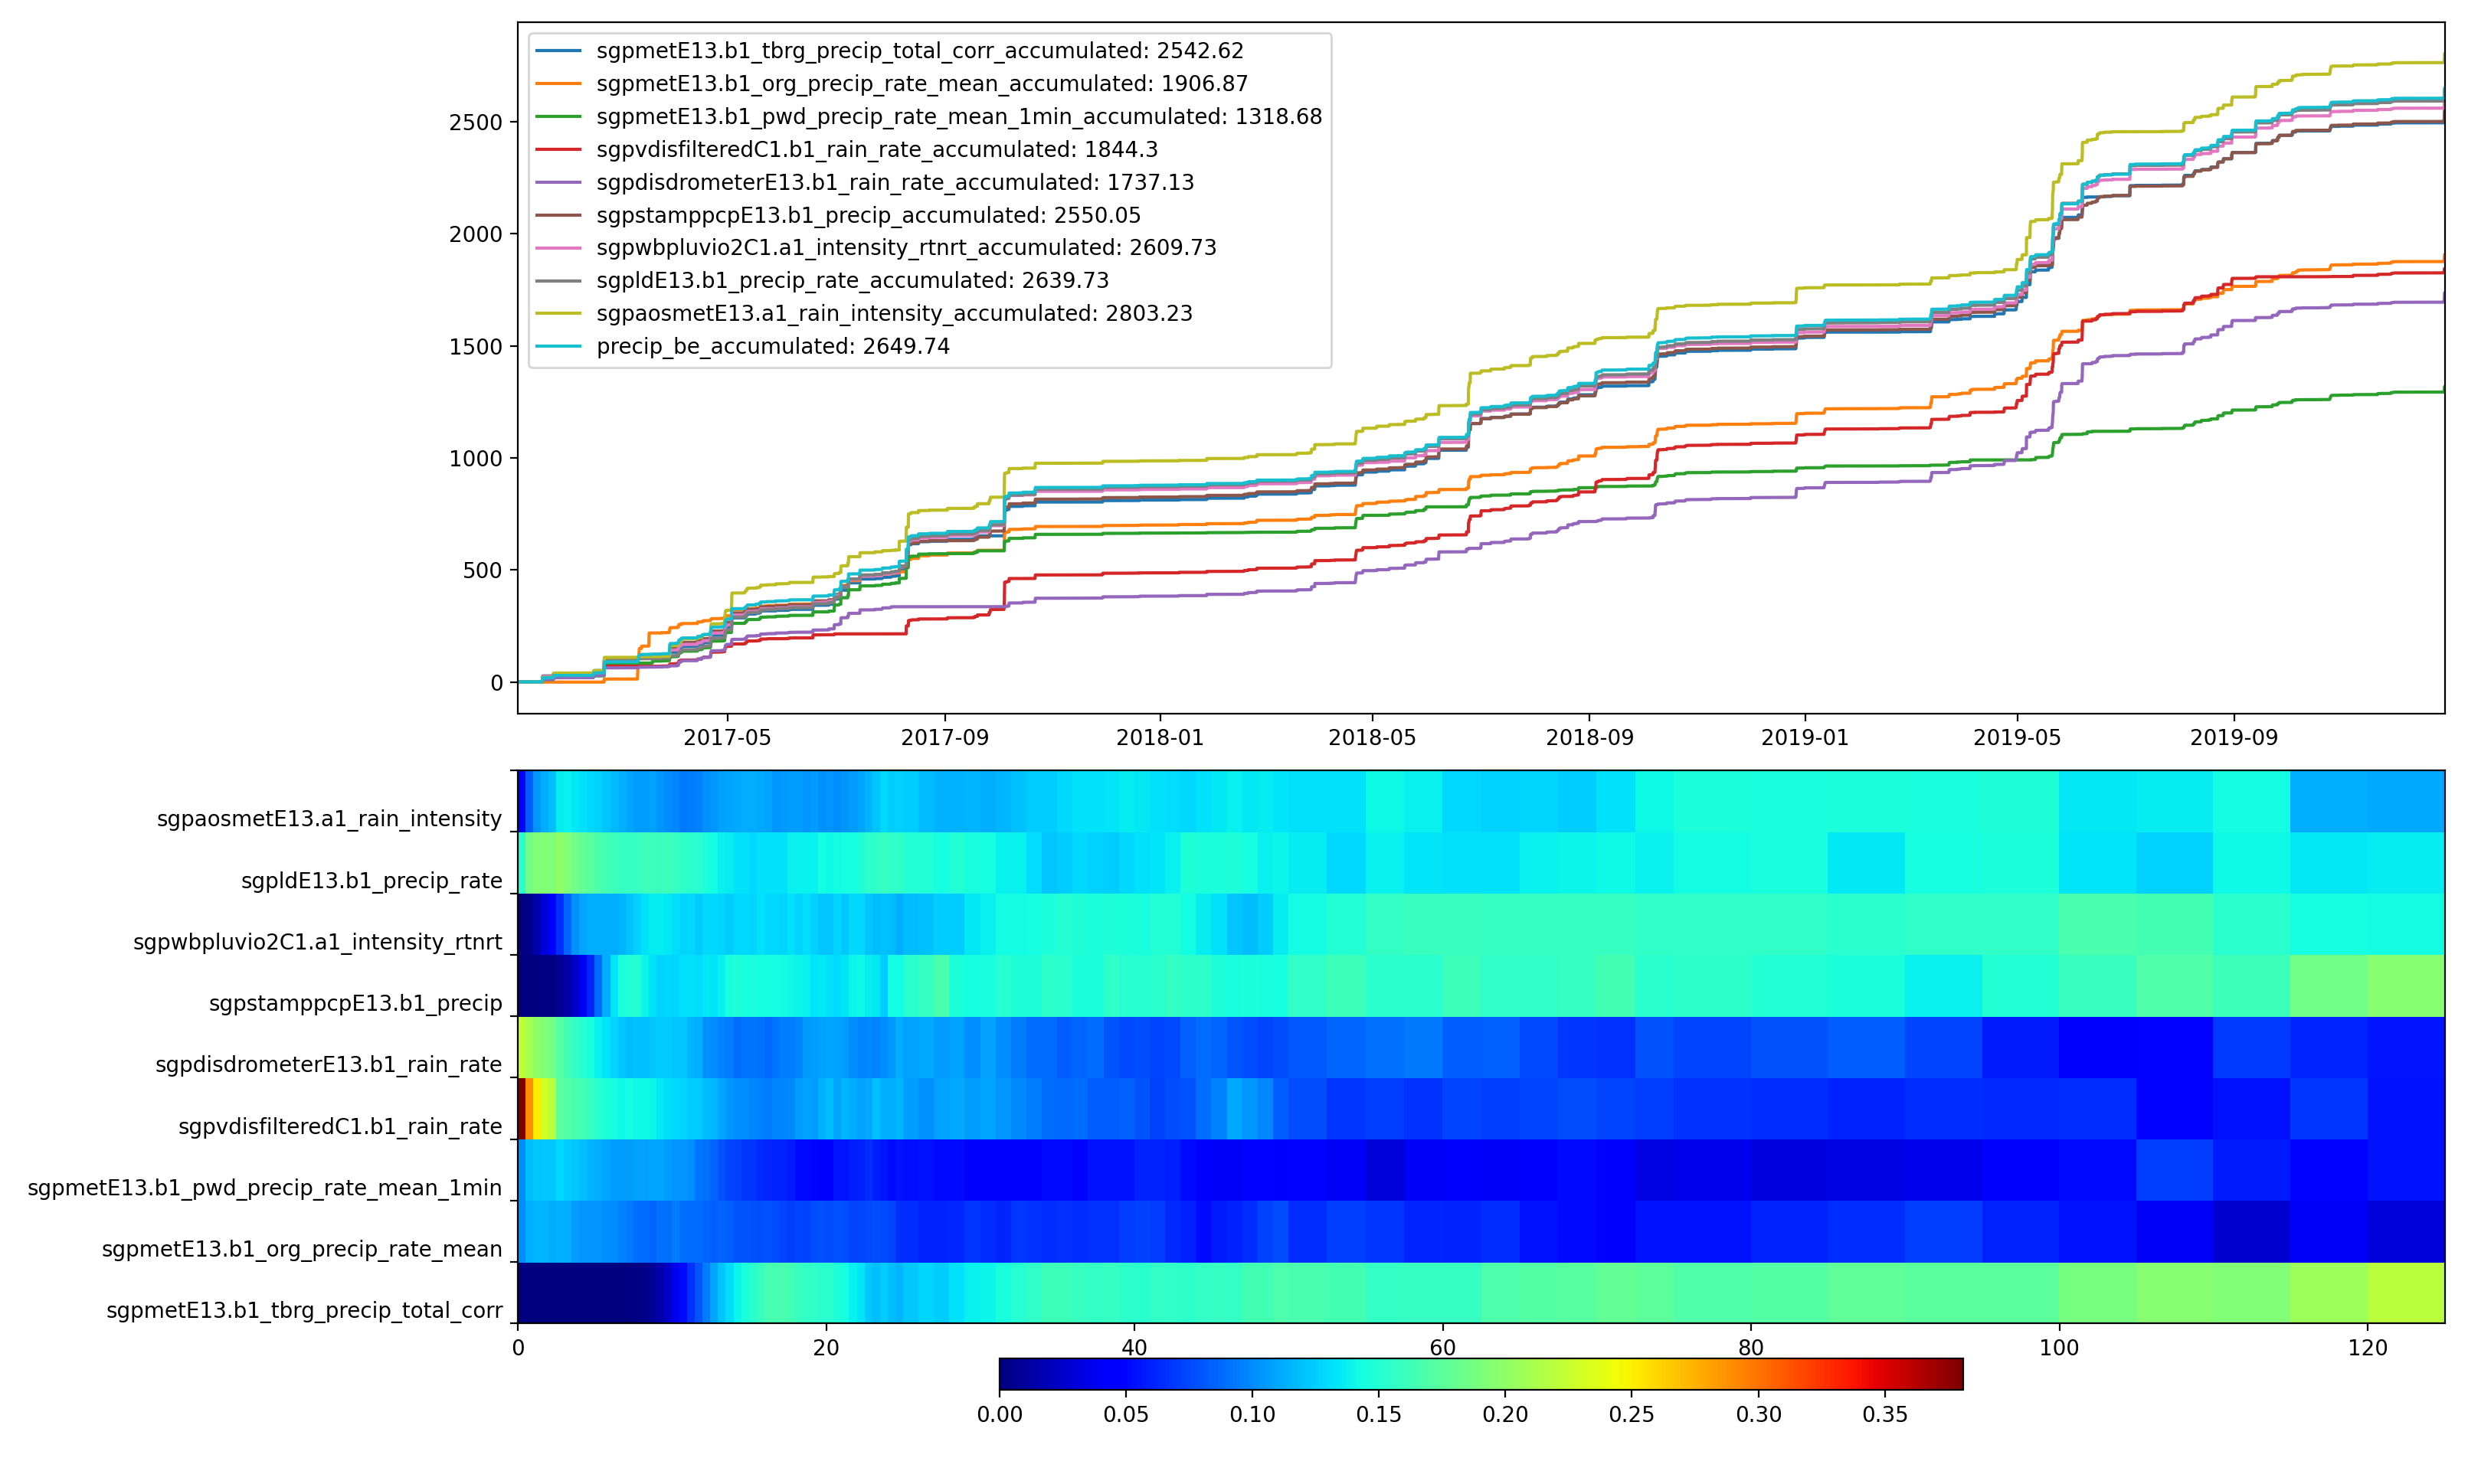 sgpmetE13.b1_tbrg_precip_total_corr_accumulated: 2542.62
sgpmetE13.b1_org_precip_rate_mean_accumulated: 1906.87
sgpmetE13.b1_pwd_precip_rate_mean_1min_accumulated: 1318.68
sgpvdisfilteredC1.b1_rain_rate_accumulated: 1844.3
sgpdisdrometerE13.b1_rain_rate_accumulated: 1737.13
sgpstamppcpE13.b1_precip_accumulated: 2550.05
sgpwbpluvio2C1.a1_intensity_rtnrt_accumulated: 2609.73
sgpldE13.b1_precip_rate_accumulated: 2639.73
sgpaosmetE13.a1_rain_intensity_accumulated: 2803.23
precip_be_accumulated: 2649.74
2500
2000
1500
1000
500
0
2017-05 2017-09 2018-01 2018-05 2018-09 2019-01 2019-05 2019-09
sgpaosmetE13.a1_rain_intensity
sgpldE13.b1_precip_rate
sgpwbpluvio2C1.a1_intensity_rtnrt
sgpstamppcpE13.b1_precip
sgpdisdrometerE13.b1_rain_rate
sgpvdisfilteredC1.b1_rain_rate
sgpmetE13.b1_pwd_precip_rate_mean_1min
sgpmetE13.b1_org_precip_rate_mean
sgpmetE13.b1_tbrg_precip_total_corr
0 20 40 60 80 100 120
0.00 0.05 0.10 0.15 0.20 0.25 0.30 0.35